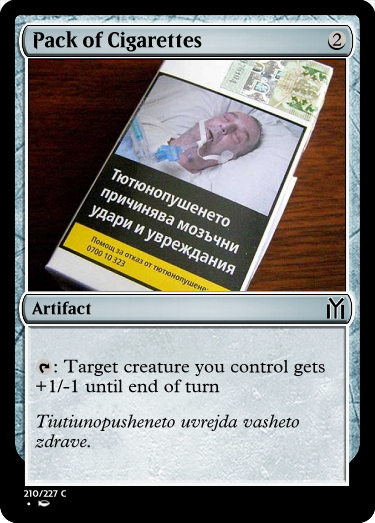 Pack of Cigarettes 2
Тютюнопушенето
причинява мозъчни
удари и увреждания
Помощ за отказ от тютюнопушене:
0700 10 323
Artifact
: Target creature you control gets
+1/-1 until end of turn
Tiutiunopusheneto uvrejda vasheto
zdrave.
210/227 C